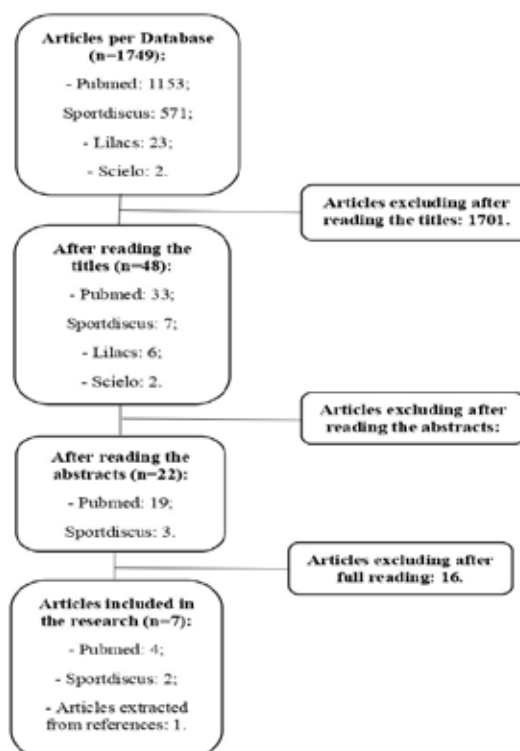 Articles per Database
(n=1749):
- Pubmed: 1153;
Sportdiscus: 571;
- Lilacs: 23;
- Scielo: 2.
Articles excluding after
reading the titles: 1701.
After reading the
titles (n=48):
- Pubmed: 33;
Sportdiscus: 7;
- Lilacs: 6;
- Scielo: 2.
Articles excluding after
reading the abstracts:
After reading the
abstracts (n=22):
- Pubmed: 19;
Sportdiscus: 3.
Articles excluding after
full reading: 16.
Articles included in
the research (n=7):
- Pubmed: 4;
- Sportdiscus: 2;
- Articles extracted
from references: 1.